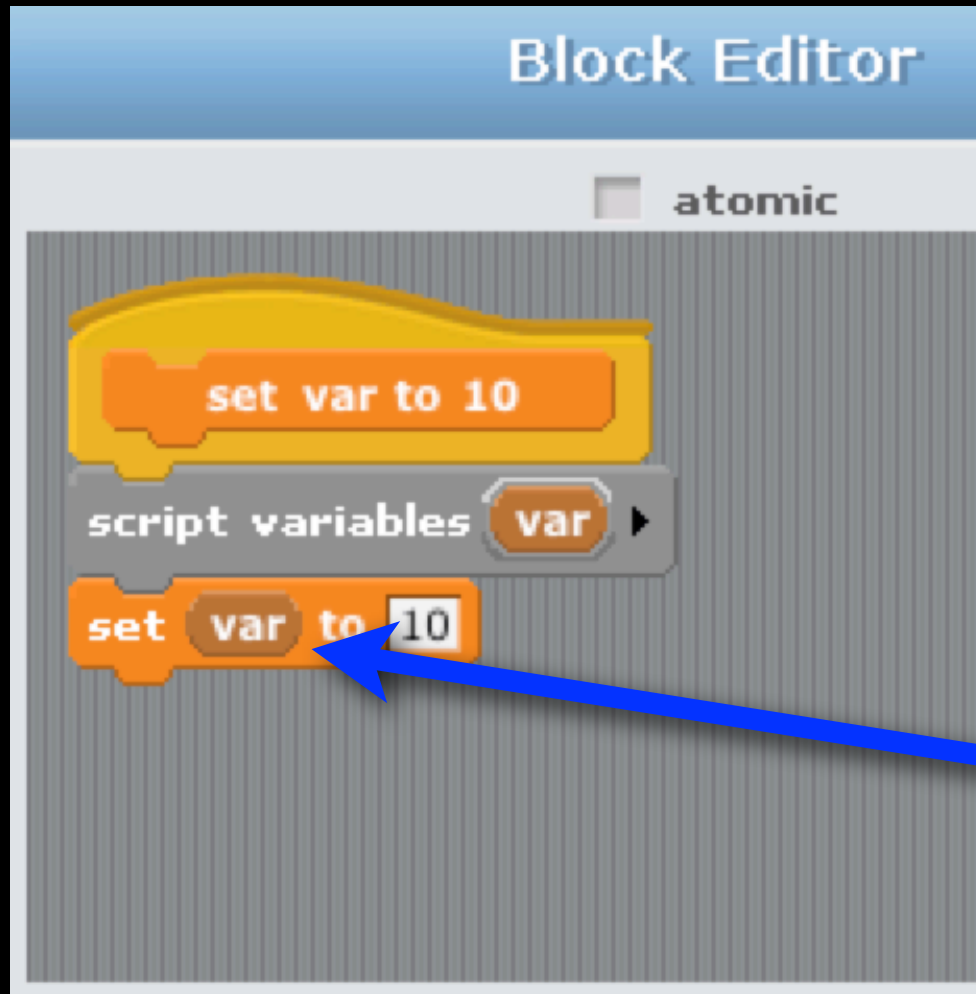 Block Editor
atomic
set var to 10
script variables var
set var to 10